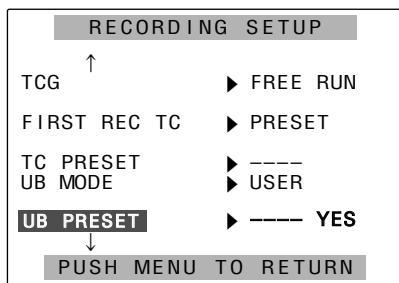 RECORDING SETUP
↑
TCG ▶ FREE RUN
FIRST REC TC ▶ PRESET
TC PRESET ▶ ––––
UB MODE ▶ USER
UB PRESET ▶ –––– YES
↓
PUSH MENU TO RETURN